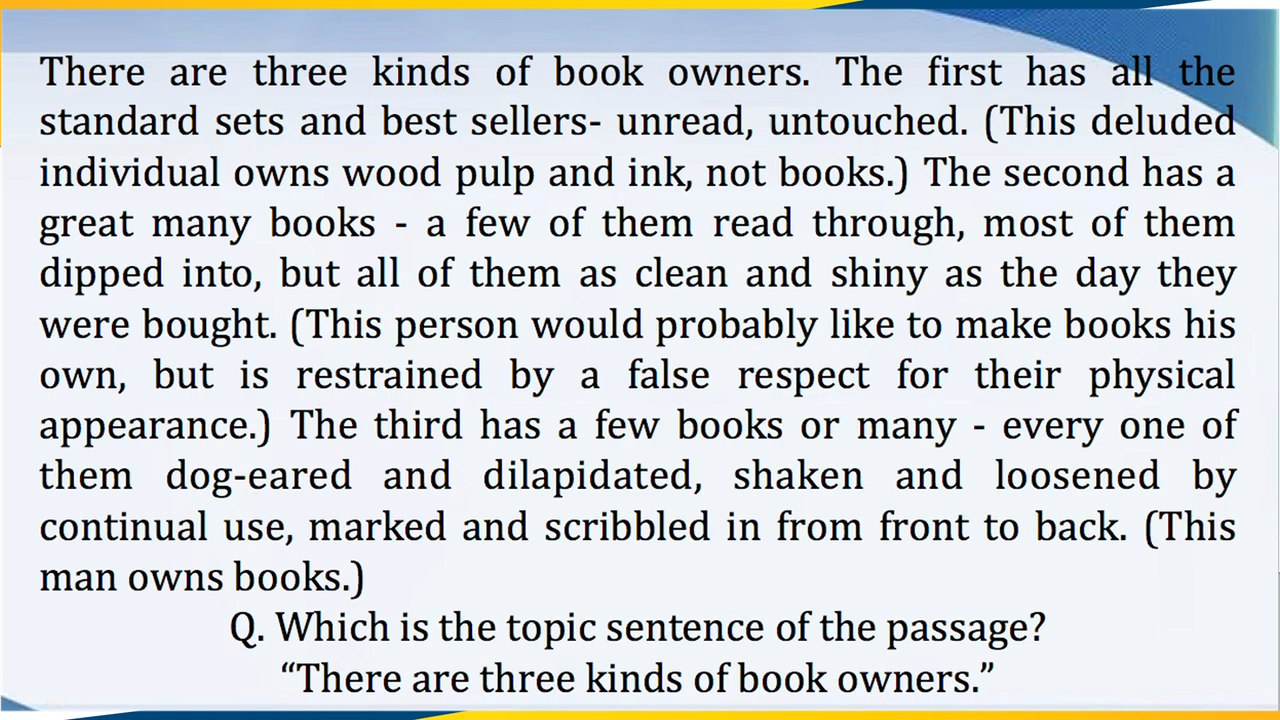 There are three kinds of book owners. The first has all the
standard sets and best sellers- unread, untouched. (This deluded
individual owns wood pulp and ink, not books.) The second has a
great many books - a few of them read through, most of them
dipped into, but all of them as clean and shiny as the day they
were bought. (This person would probably like to make books his
own, but is restrained by a false respect for their physical
appearance.) The third has a few books or many - every one of
them dog-eared and dilapidated, shaken and loosened by
continual use, marked and scribbled in from front to back. (This
man owns books.)
Q. Which is the topic sentence of the passage?
“There are three kinds of book owners.”